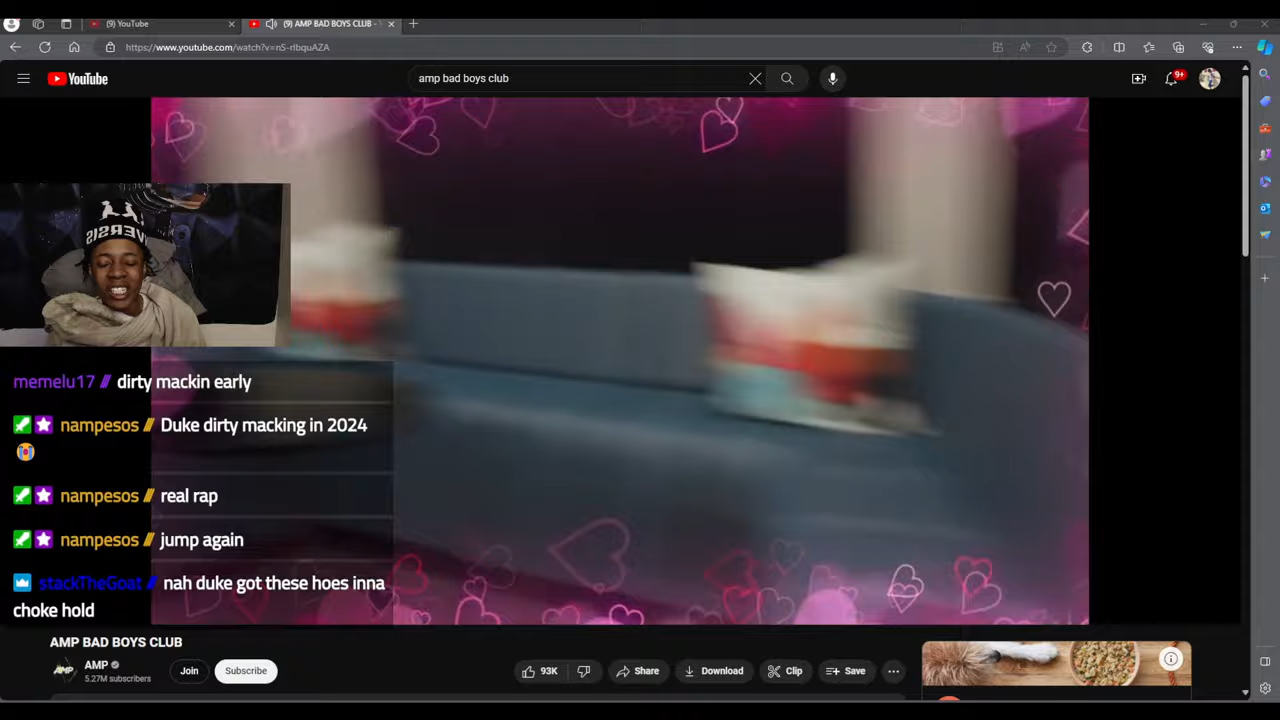 (9) YouTube
(9) AMP BAD BOYS CLUB -
https://www.youtube.com/watch?v=nS-rIbquAZA
YouTube
amp bad boys club
9+
memelu17 // dirty mackin early
nampesos // Duke dirty macking in 2024
nampesos // real rap
nampesos // jump again
stackTheGoat // nah duke got these hoes inna
choke hold
AMP BAD BOYS CLUB
AMP
5.27M subscribers
Join
Subscribe
93K
Share
Download
Clip
Save